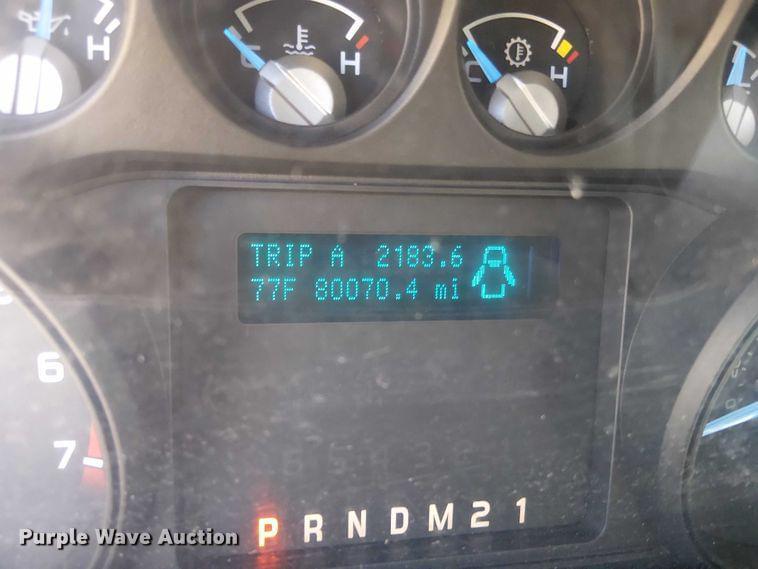 H
C H
C H
TRIP A 2183.6
77F 80070.4 mi
6
7
P R N D M 2 1
Purple Wave Auction